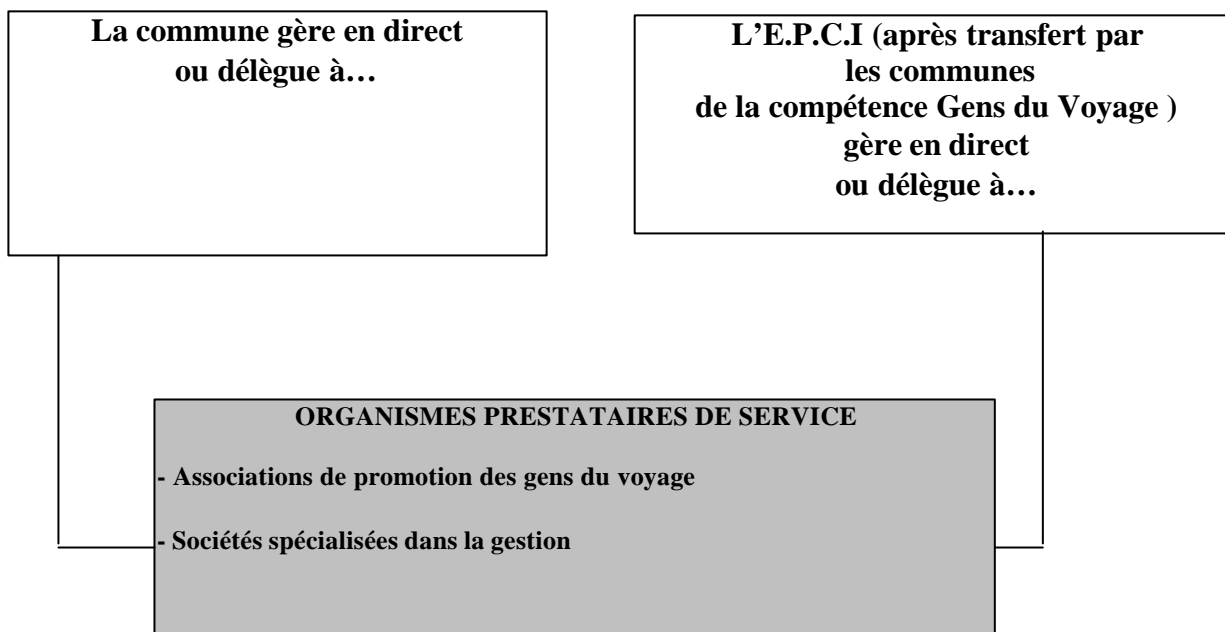 La commune gère en direct
ou délègue à…
L’E.P.C.I (après transfert par
les communes
de la compétence Gens du Voyage )
gère en direct
ou délègue à…
ORGANISMES PRESTATAIRES DE SERVICE
- Associations de promotion des gens du voyage
- Sociétés spécialisées dans la gestion